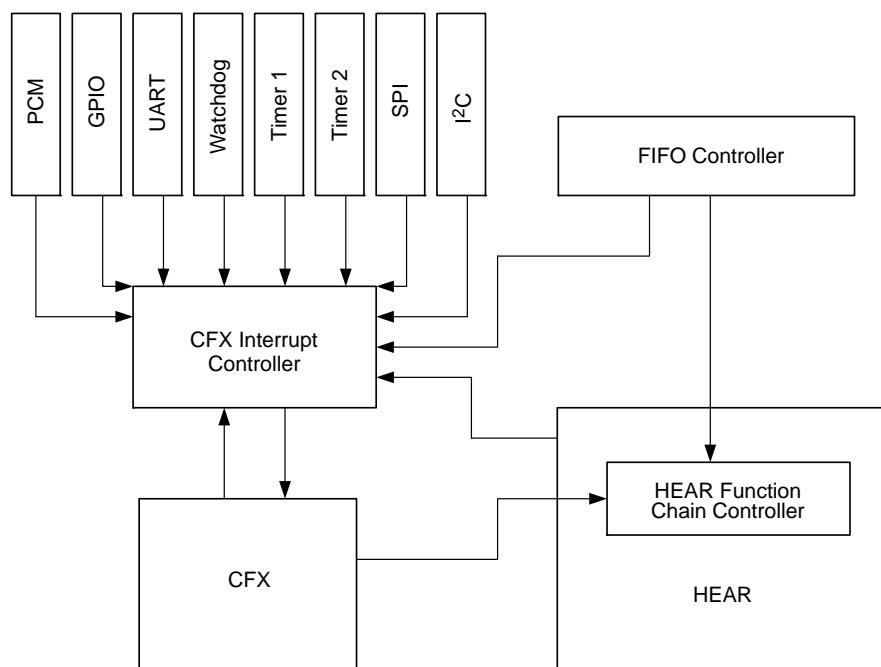 PCM
GPIO
UART
Watchdog
Timer 1
Timer 2
SPI
I²C
FIFO Controller
CFX Interrupt
Controller
HEAR Function
Chain Controller
CFX
HEAR